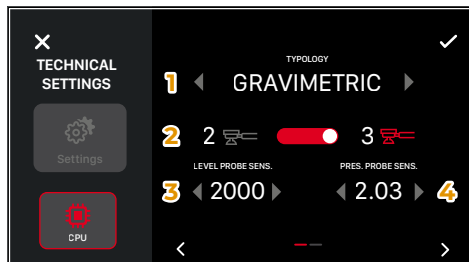 TECHNICAL
SETTINGS
Settings
CPU
TYPOLOGY
1 GRAVIMETRIC
2 2 3
LEVEL PROBE SENS. PRES. PROBE SENS.
3 2000 2.03 4